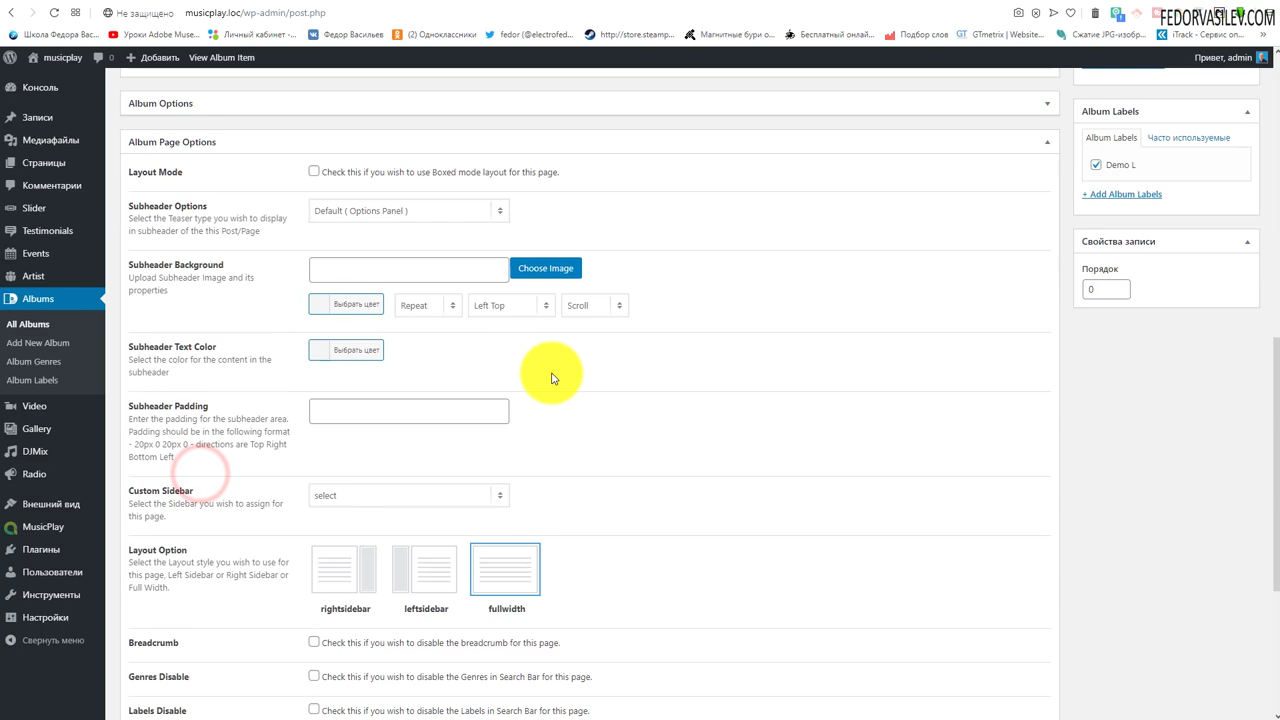 Не защищено
musicplay.loc/wp-admin/post.php
FEDORVASILEV.COM
Школа Федора Вас...
Уроки Adobe Muse...
Личный кабинет -...
Федор Васильев
(2) Одноклассники
fedor (@electrofed...
http://store.steamp...
Магнитные бури о...
Бесплатный онлай...
Подбор слов
GTmetrix | Website...
Сжатие JPG-изобр...
iTrack - Сервис оп...
musicplay
0
Добавить
View Album Item
Привет, admin
Консоль
Записи
Медиафайлы
Страницы
Комментарии
Slider
Testimonials
Events
Artist
Albums
All Albums
Add New Album
Album Genres
Album Labels
Video
Gallery
DJMix
Radio
Внешний вид
MusicPlay
Плагины
Пользователи
Инструменты
Настройки
Свернуть меню
Album Options
Album Page Options
Layout Mode
Check this if you wish to use Boxed mode layout for this page.
Subheader Options
Select the Teaser type you wish to display
in subheader of the this Post/Page
Default ( Options Panel )
Subheader Background
Upload Subheader Image and its
properties
Choose Image
Выбрать цвет
Repeat
Left Top
Scroll
Subheader Text Color
Select the color for the content in the
subheader
Выбрать цвет
Subheader Padding
Enter the padding for the subheader area.
Padding should be in the following format
- 20px 0 20px 0 - directions are Top Right
Bottom Left
Custom Sidebar
Select the Sidebar you wish to assign for
this page.
select
Layout Option
Select the Layout style you wish to use for
this page, Left Sidebar or Right Sidebar or
Full Width.
rightsidebar
leftsidebar
fullwidth
Breadcrumb
Check this if you wish to disable the breadcrumb for this page.
Genres Disable
Check this if you wish to disable the Genres in Search Bar for this page.
Labels Disable
Check this if you wish to disable the Labels in Search Bar for this page.
Album Labels
Album Labels
Часто используемые
Demo L
+ Add Album Labels
Свойства записи
Порядок
0